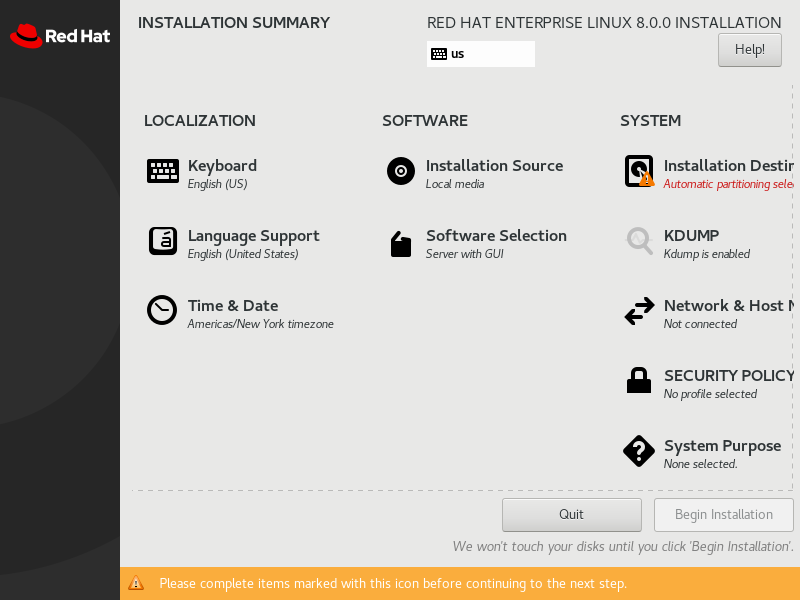 Red Hat
INSTALLATION SUMMARY
RED HAT ENTERPRISE LINUX 8.0.0 INSTALLATION
us
Help!
LOCALIZATION
Keyboard
English (US)
Language Support
English (United States)
Time & Date
Americas/New York timezone
SOFTWARE
Installation Source
Local media
Software Selection
Server with GUI
SYSTEM
Installation Destin
Automatic partitioning sele
KDUMP
Kdump is enabled
Network & Host N
Not connected
SECURITY POLICY
No profile selected
System Purpose
None selected.
Quit
Begin Installation
We won't touch your disks until you click 'Begin Installation'.
Please complete items marked with this icon before continuing to the next step.